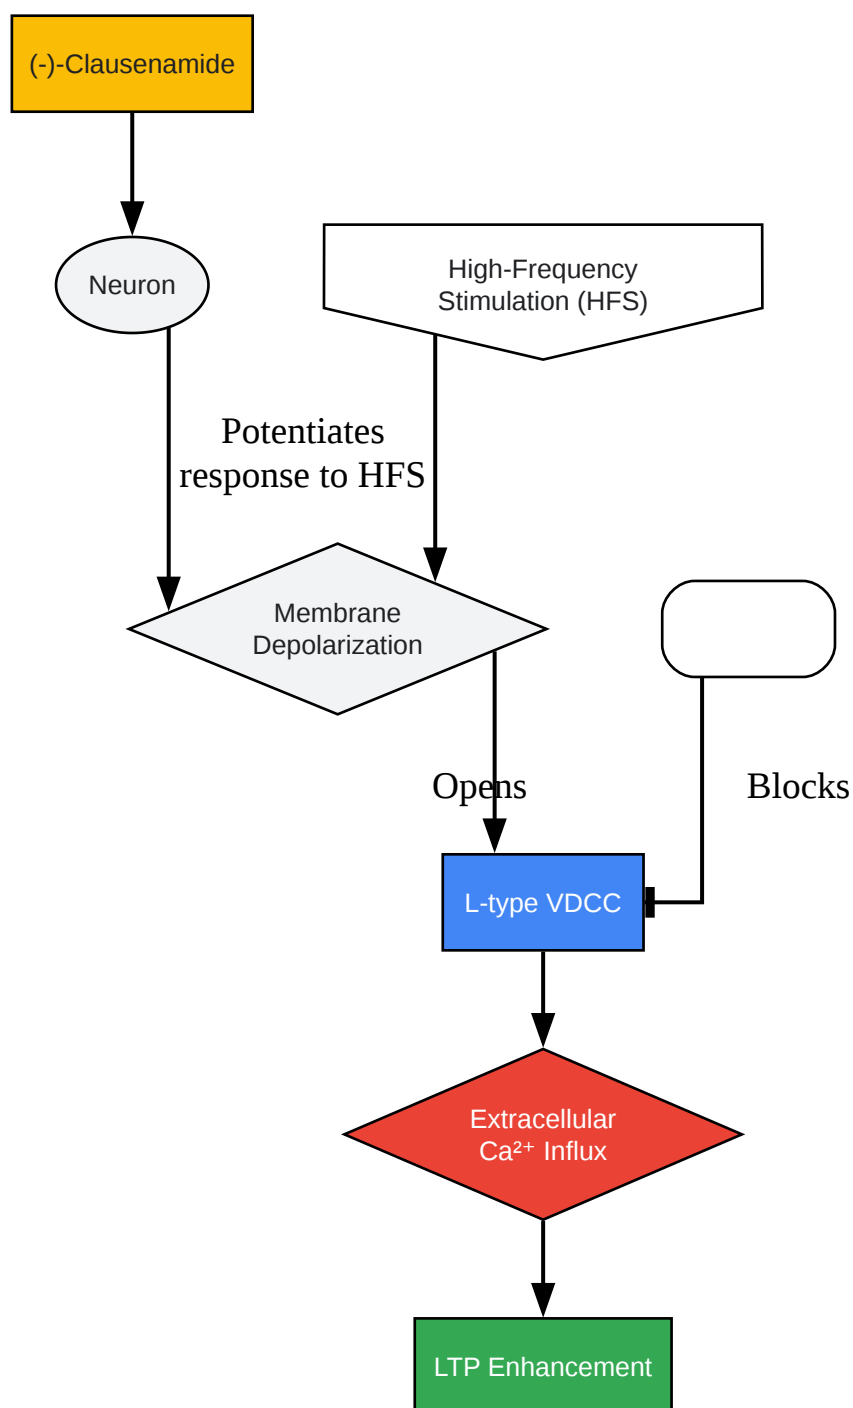 (-)-Clausenamide
Neuron
High-Frequency
Stimulation (HFS)
Potentiates
response to HFS
Membrane
Depolarization
Opens
Blocks
L-type VDCC
Extracellular
Ca²⁺ Influx
LTP Enhancement